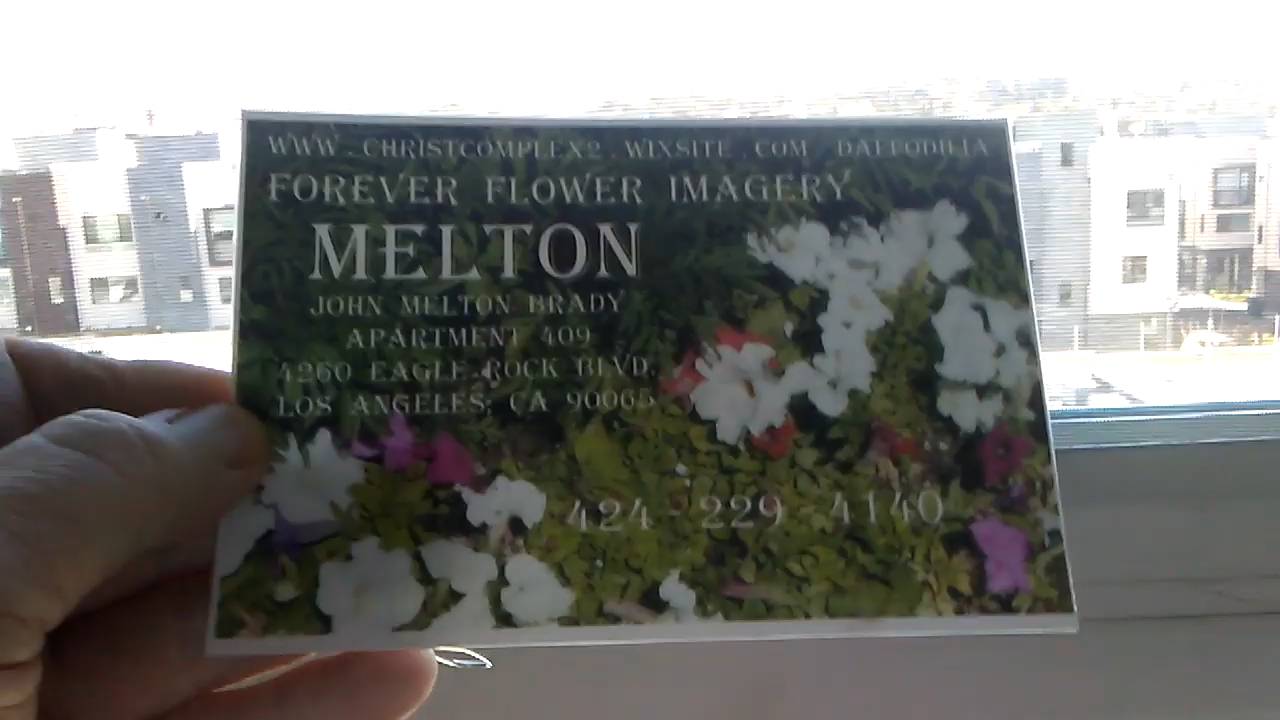 WWW . CHRISTCOMPLEX2 . WIXSITE . COM DAFFODILIA
FOREVER FLOWER IMAGERY
MELTON
JOHN MELTON BRADY
APARTMENT 409
4260 EAGLE ROCK BLVD.
LOS ANGELES, CA 90065
424 - 229 - 4140